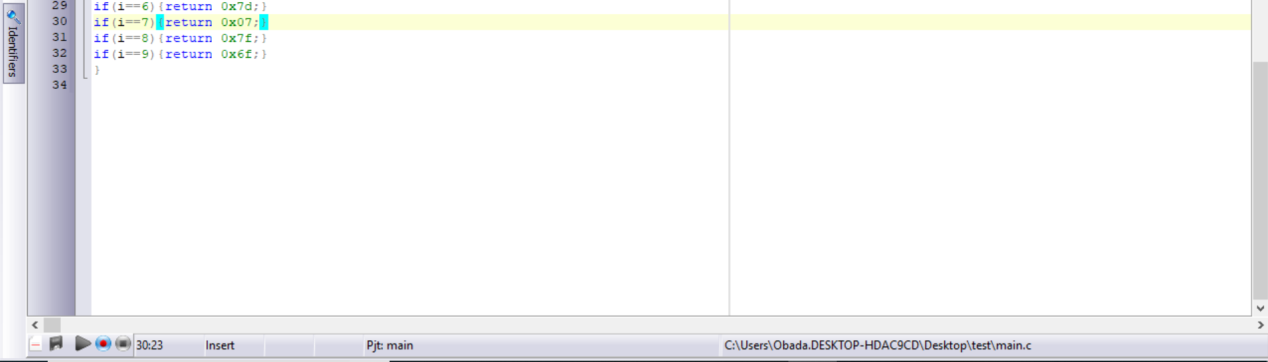 Identifiers
29 if(i==6){return 0x7d;}
30 if(i==7){return 0x07;}
31 if(i==8){return 0x7f;}
32 if(i==9){return 0x6f;}
33 }
34
30:23 Insert Pjt: main C:\Users\Obada.DESKTOP-HDAC9CD\Desktop\test\main.c